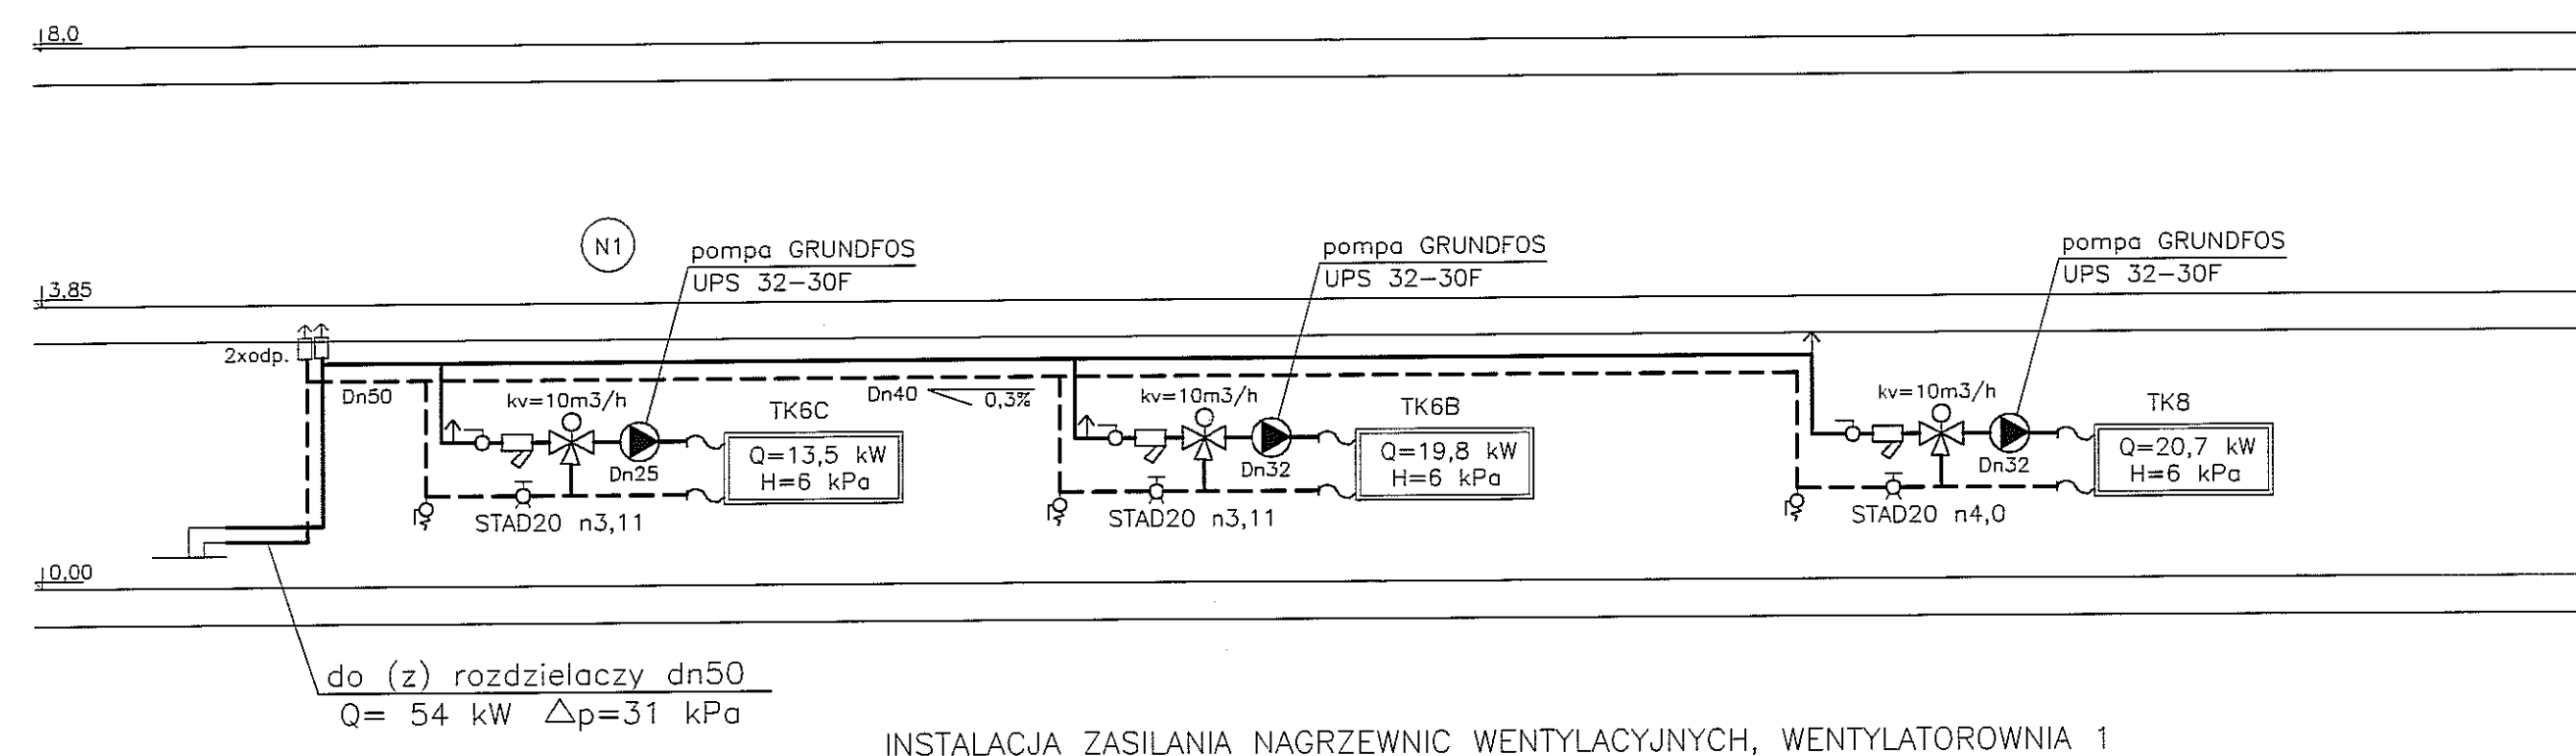 8,0
N1
pompa GRUNDFOS
UPS 32-30F
pompa GRUNDFOS
UPS 32-30F
pompa GRUNDFOS
UPS 32-30F
3,85
2xodp.
Dn50
kv=10m3/h
TK6C
Q=13,5 kW
H=6 kPa
Dn25
STAD20 n3,11
Dn40
0,3%
kv=10m3/h
TK6B
Q=19,8 kW
H=6 kPa
Dn32
STAD20 n3,11
kv=10m3/h
TK8
Q=20,7 kW
H=6 kPa
Dn32
STAD20 n4,0
0,00
do (z) rozdzielaczy dn50
Q= 54 kW △p=31 kPa
INSTALACJA ZASILANIA NAGRZEWNIC WENTYLACYJNYCH, WENTYLATOROWNIA 1